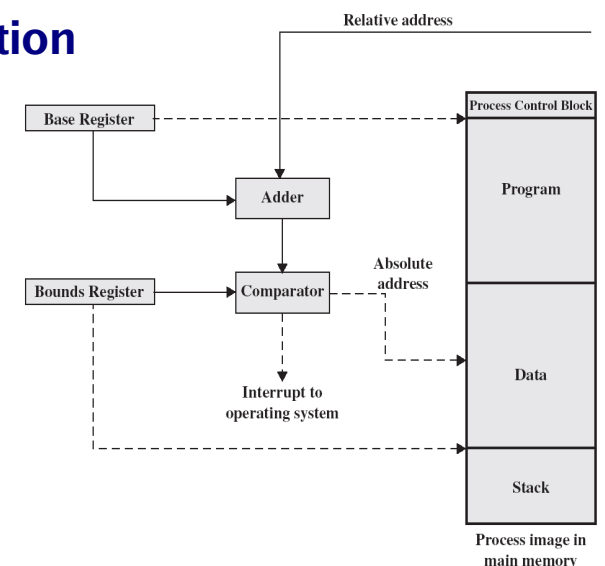 tion
Relative address
Process Control Block
Base Register
Program
Adder
Absolute
address
Bounds Register
Comparator
Interrupt to
operating system
Data
Stack
Process image in
main memory